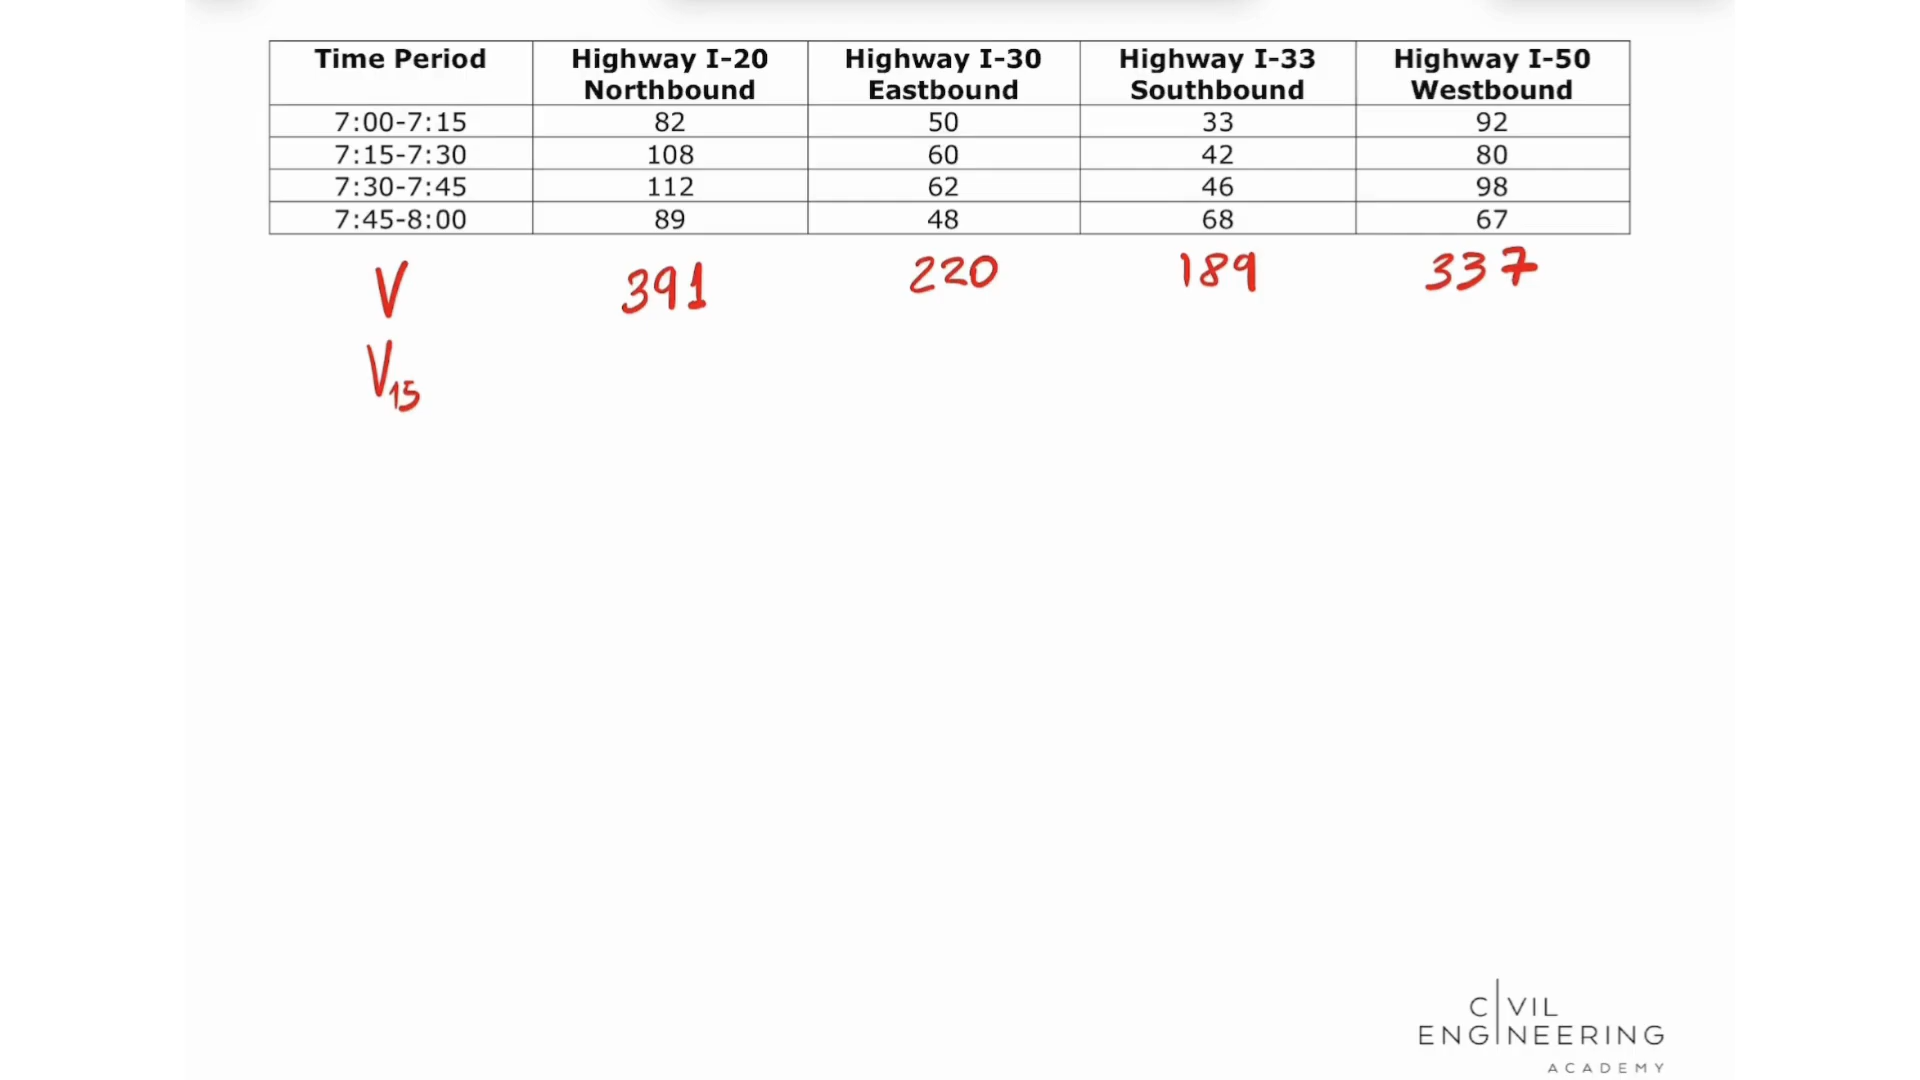 Time Period Highway I-20 Northbound Highway I-30 Eastbound Highway I-33 Southbound Highway I-50 Westbound
7:00-7:15 82 50 33 92
7:15-7:30 108 60 42 80
7:30-7:45 112 62 46 98
7:45-8:00 89 48 68 67
V 391 220 189 337
V15
CIVIL
ENGINEERING
ACADEMY